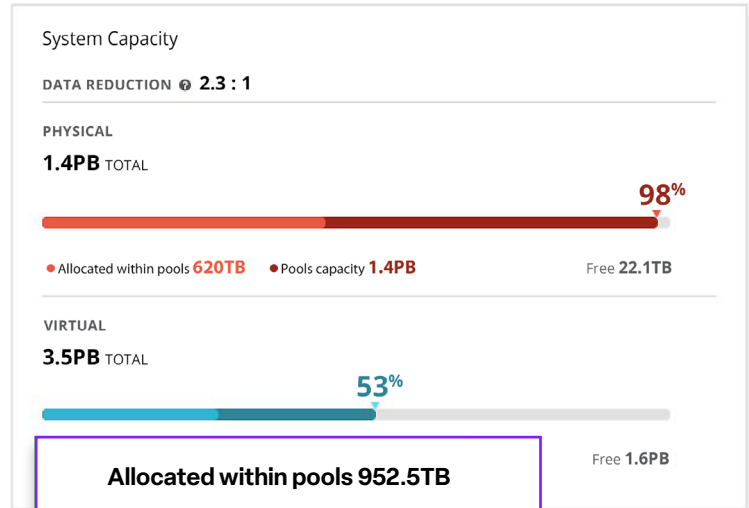 System Capacity
DATA REDUCTION ? 2.3 : 1
PHYSICAL
1.4PB TOTAL
98%
Allocated within pools 620TB Pools capacity 1.4PB Free 22.1TB
VIRTUAL
3.5PB TOTAL
53%
Free 1.6PB
Allocated within pools 952.5TB